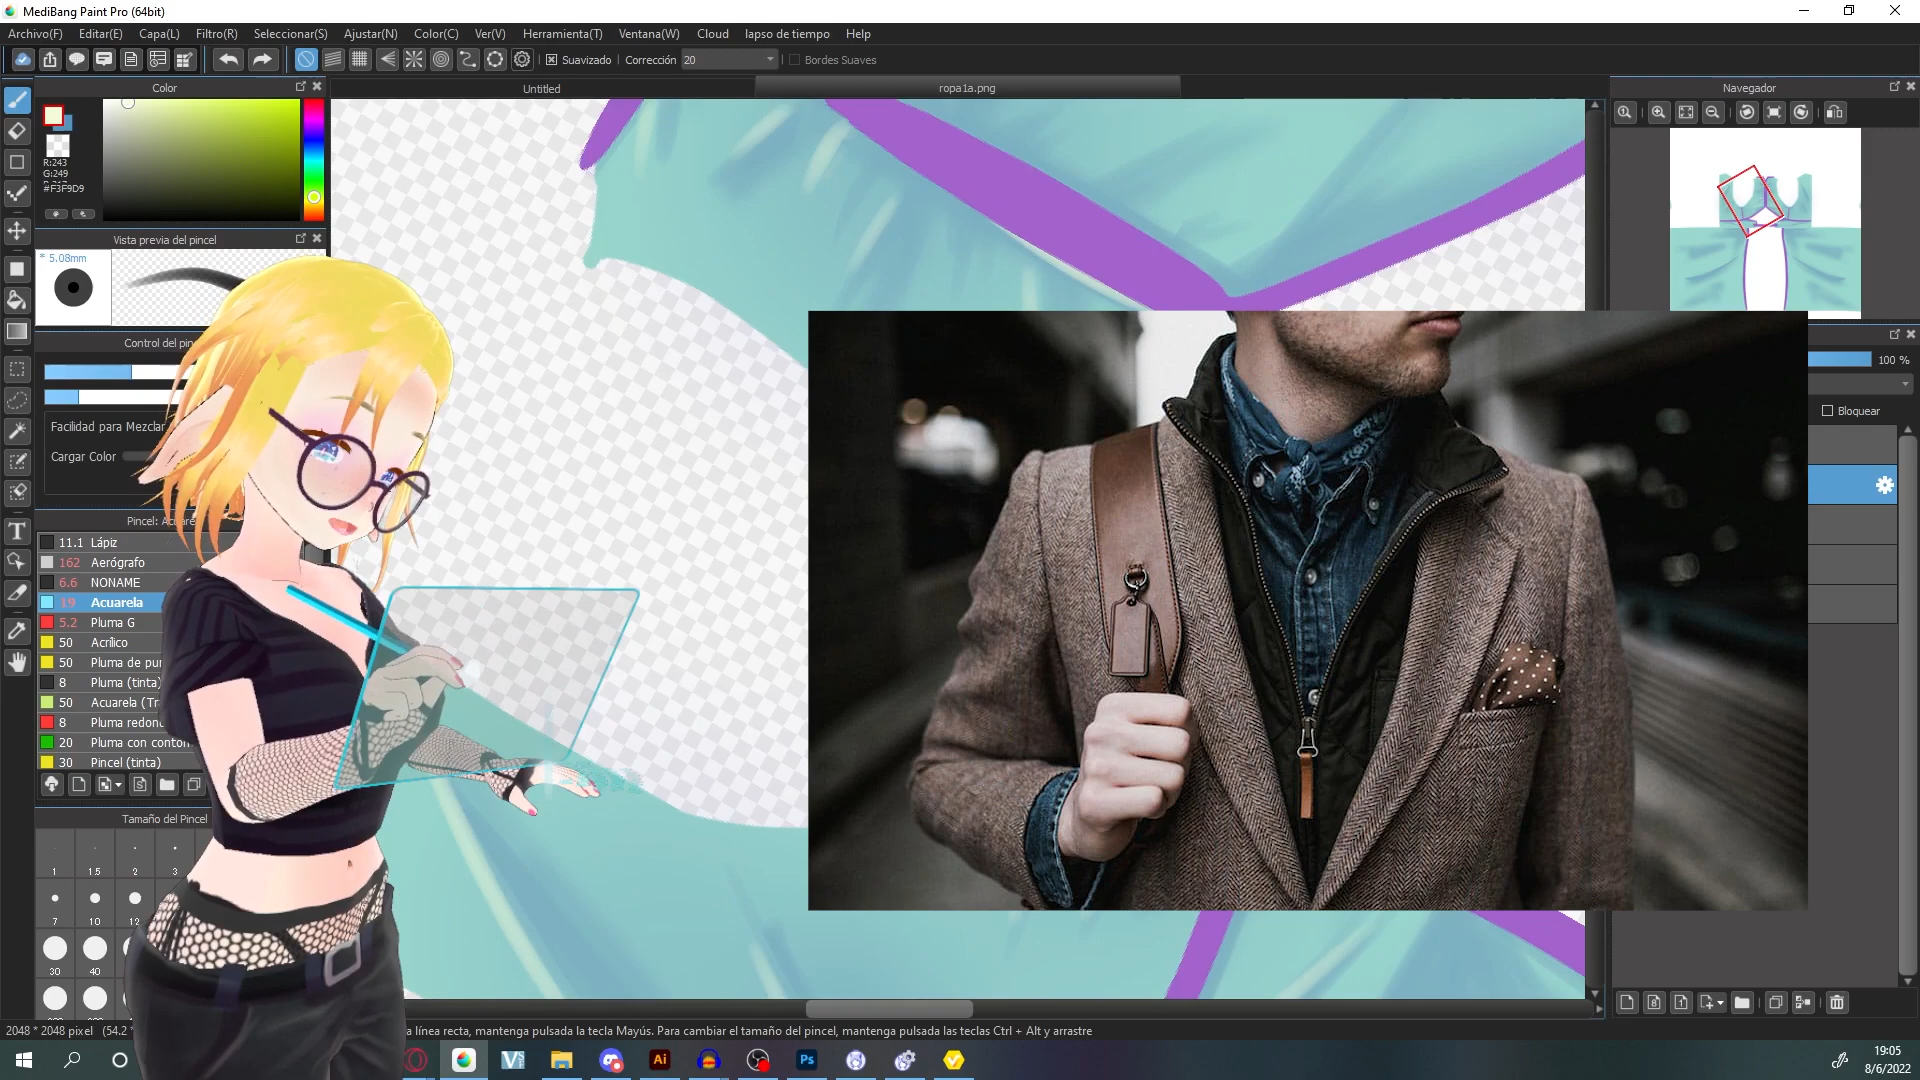 MediBang Paint Pro (64bit)
Archivo(F) Editar(E) Capa(L) Filtro(R) Seleccionar(S) Ajustar(N) Color(C) Ver(V) Herramienta(T) Ventana(W) Cloud lapso de tiempo Help
Suavizado Corrección 20 Bordes Suaves
Color
Untitled
ropa1a.png
Navegador
R:243
G:249
#F3F9D9
Vista previa del pincel
* 5.08mm
Control del pin
100 %
Bloquear
Facilidad para Mezclar
Cargar Color
Pincel: Acuare
11.1 Lápiz
162 Aerógrafo
6.6 NONAME
19 Acuarela
5.2 Pluma G
50 Acrílico
50 Pluma de pu
8 Pluma (tinta)
50 Acuarela (Tr
8 Pluma redon
20 Pluma con conton
30 Pincel (tinta)
Tamaño del Pincel
1 1.5 2 3
7 10 12
30 40
2048 * 2048 pixel (54.2 * a línea recta, mantenga pulsada la tecla Mayús. Para cambiar el tamaño del pincel, mantenga pulsadas las teclas Ctrl + Alt y arrastre
Ai
Ps
19:05
8/6/2022